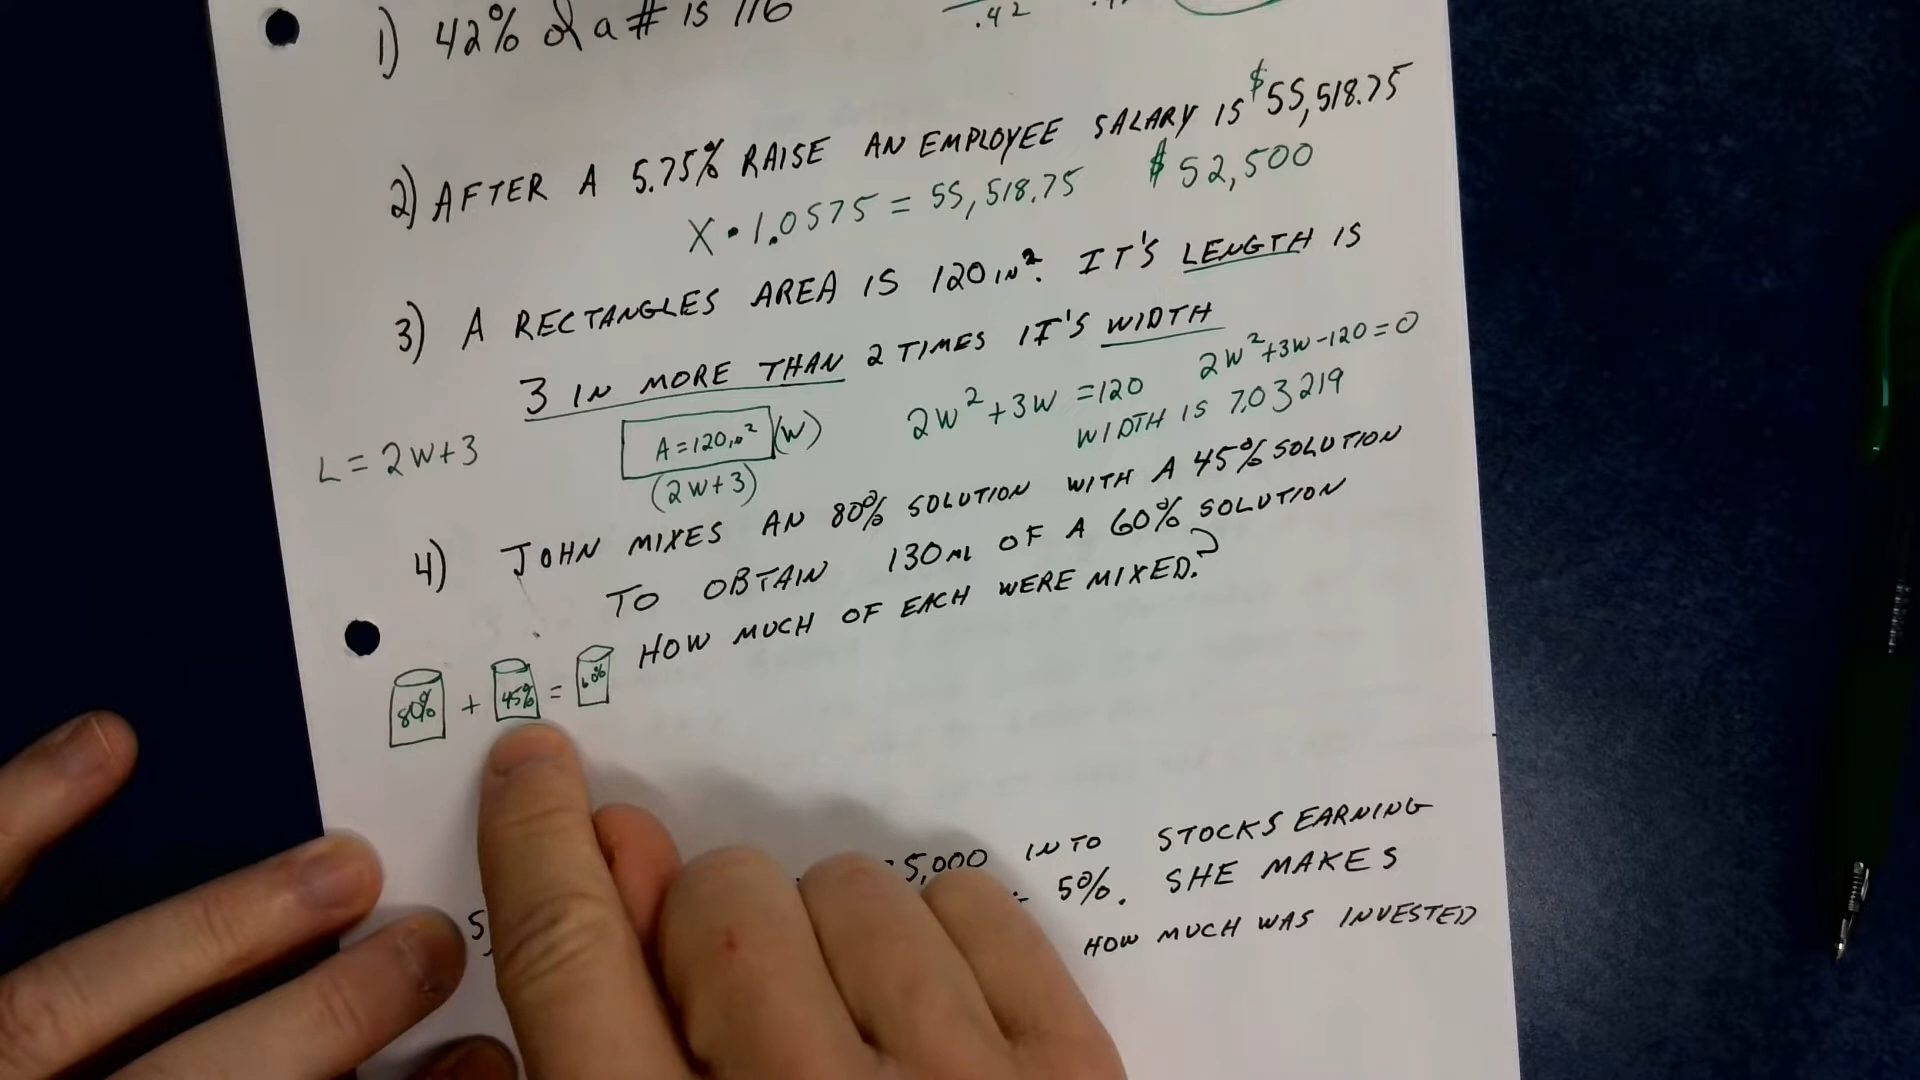 1) 42% of a # is 116
.42
2) AFTER A 5.75% RAISE AN EMPLOYEE SALARY IS $55,518.75
X • 1.0575 = 55,518.75 $52,500
3) A RECTANGLES AREA IS 120 IN². IT'S LENGTH IS
3 IN MORE THAN 2 TIMES IT'S WIDTH
2W²+3W-120=0
L = 2W+3
A = 120 IN² (W)
(2W+3)
2W²+3W =120
WIDTH IS 7.03219
4) JOHN MIXES AN 80% SOLUTION WITH A 45% SOLUTION
TO OBTAIN 130 ML OF A 60% SOLUTION
HOW MUCH OF EACH WERE MIXED?
80% + 45% = 60%
5,000 INTO STOCKS EARNING
5%. SHE MAKES
5) HOW MUCH WAS INVESTED